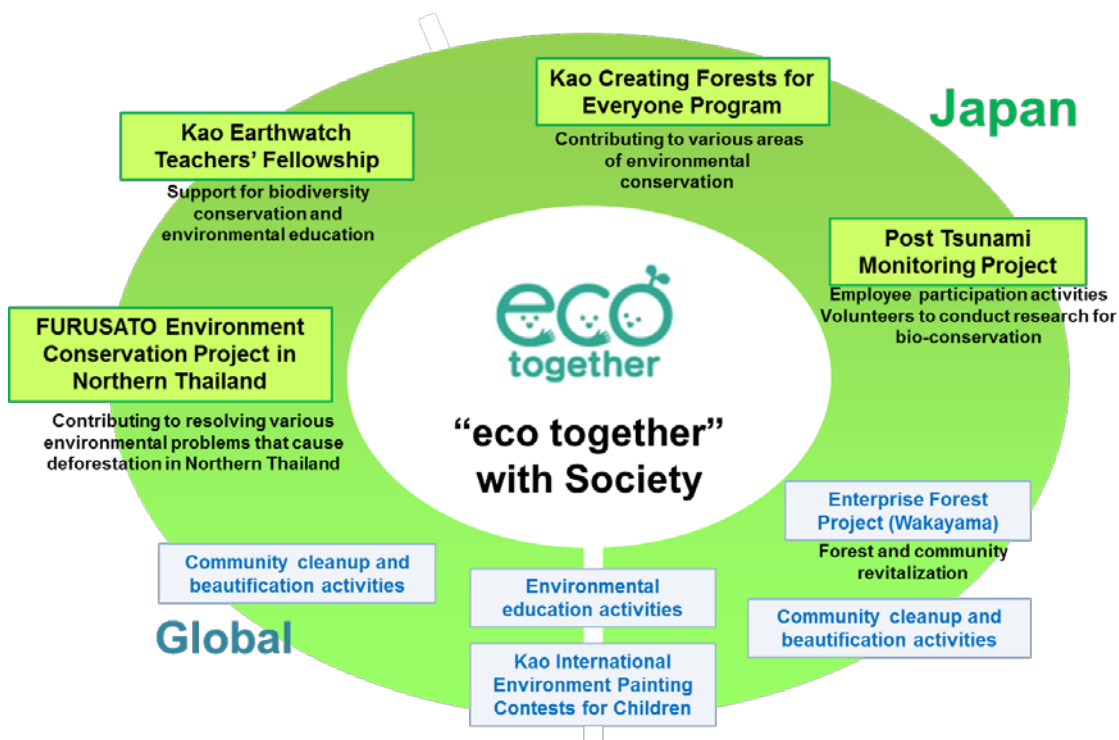 Kao Creating Forests for
Everyone Program
Contributing to various areas
of environmental
conservation
Japan
Kao Earthwatch
Teachers’ Fellowship
Support for biodiversity
conservation and
environmental education
Post Tsunami
Monitoring Project
Employee participation activities
Volunteers to conduct research for
bio-conservation
FURUSATO Environment
Conservation Project in
Northern Thailand
Contributing to resolving various
environmental problems that cause
deforestation in Northern Thailand
eco
together
“eco together”
with Society
Enterprise Forest
Project (Wakayama)
Forest and community
revitalization
Community cleanup and
beautification activities
Global
Environmental
education activities
Community cleanup and
beautification activities
Kao International
Environment Painting
Contests for Children